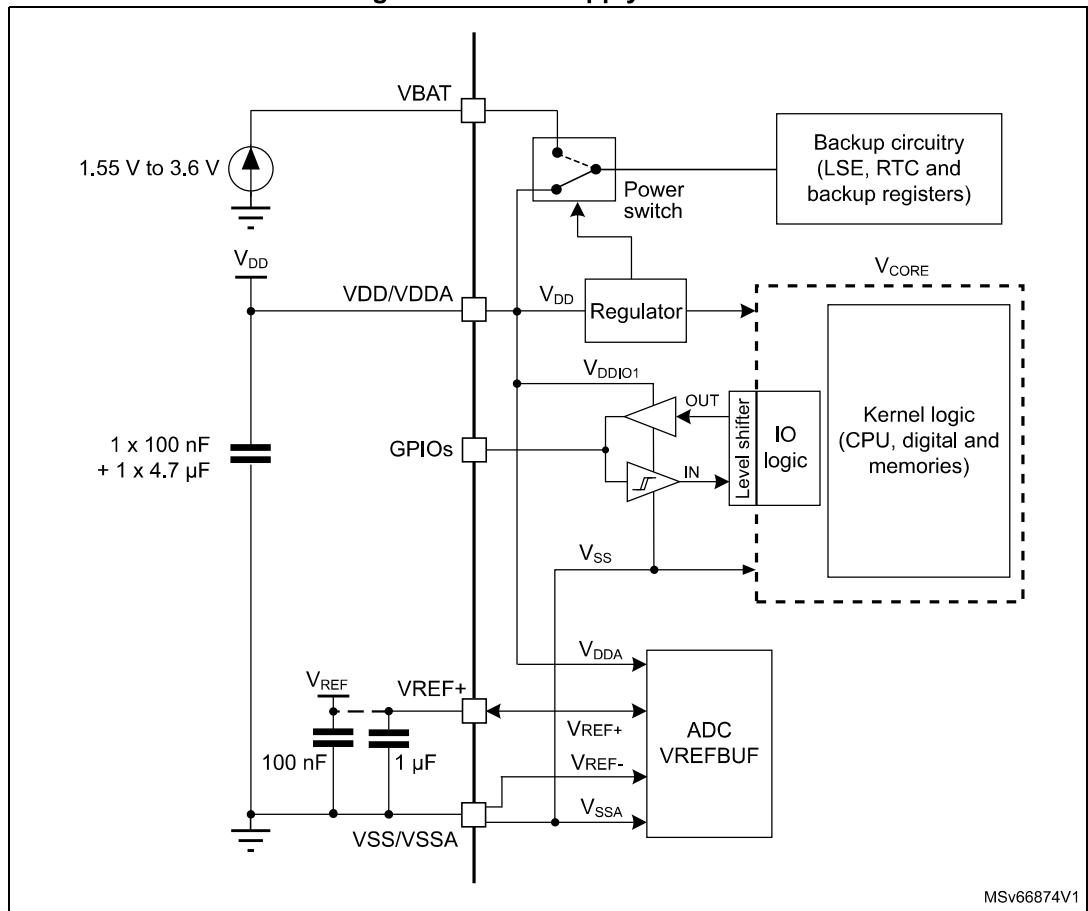 VBAT
1.55 V to 3.6 V
Power
switch
Backup circuitry
(LSE, RTC and
backup registers)
VDD
VDD/VDDA
VDD
Regulator
VCORE
VDDIO1
OUT
GPIOs
IN
Level shifter
IO
logic
Kernel logic
(CPU, digital and
memories)
1 x 100 nF
+ 1 x 4.7 µF
VSS
VDDA
VREF
VREF+
VREF+
100 nF
1 µF
VREF-
ADC
VREFBUF
VSSA
VSS/VSSA
MSv66874V1